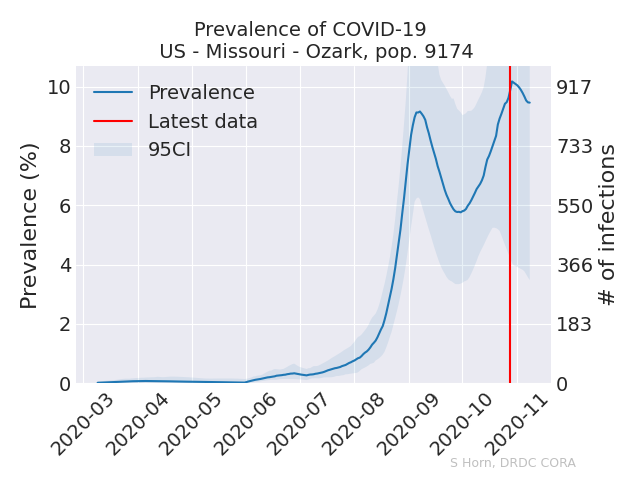 Prevalence of COVID-19
US - Missouri - Ozark, pop. 9174
Prevalence
Latest data
95CI
Prevalence (%)
10
8
6
4
2
0
917
733
550
366
183
0
# of infections
2020-03
2020-04
2020-05
2020-06
2020-07
2020-08
2020-09
2020-10
2020-11
S Horn, DRDC CORA